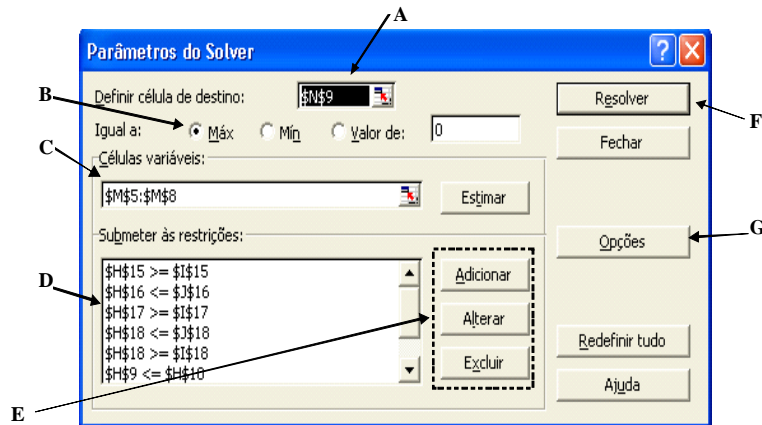 A
Parâmetros do Solver
Definir célula de destino: $N$9
Resolver
B
F
Igual a: Máx Mín Valor de: 0
Fechar
C
Células variáveis:
$M$5:$M$8
Estimar
G
Submeter às restrições:
Opções
D
$H$15 >= $I$15
$H$16 <= $J$16
$H$17 >= $I$17
$H$18 <= $J$18
$H$18 >= $I$18
$H$9 <= $H$10
Adicionar
Alterar
Excluir
Redefinir tudo
Ajuda
E